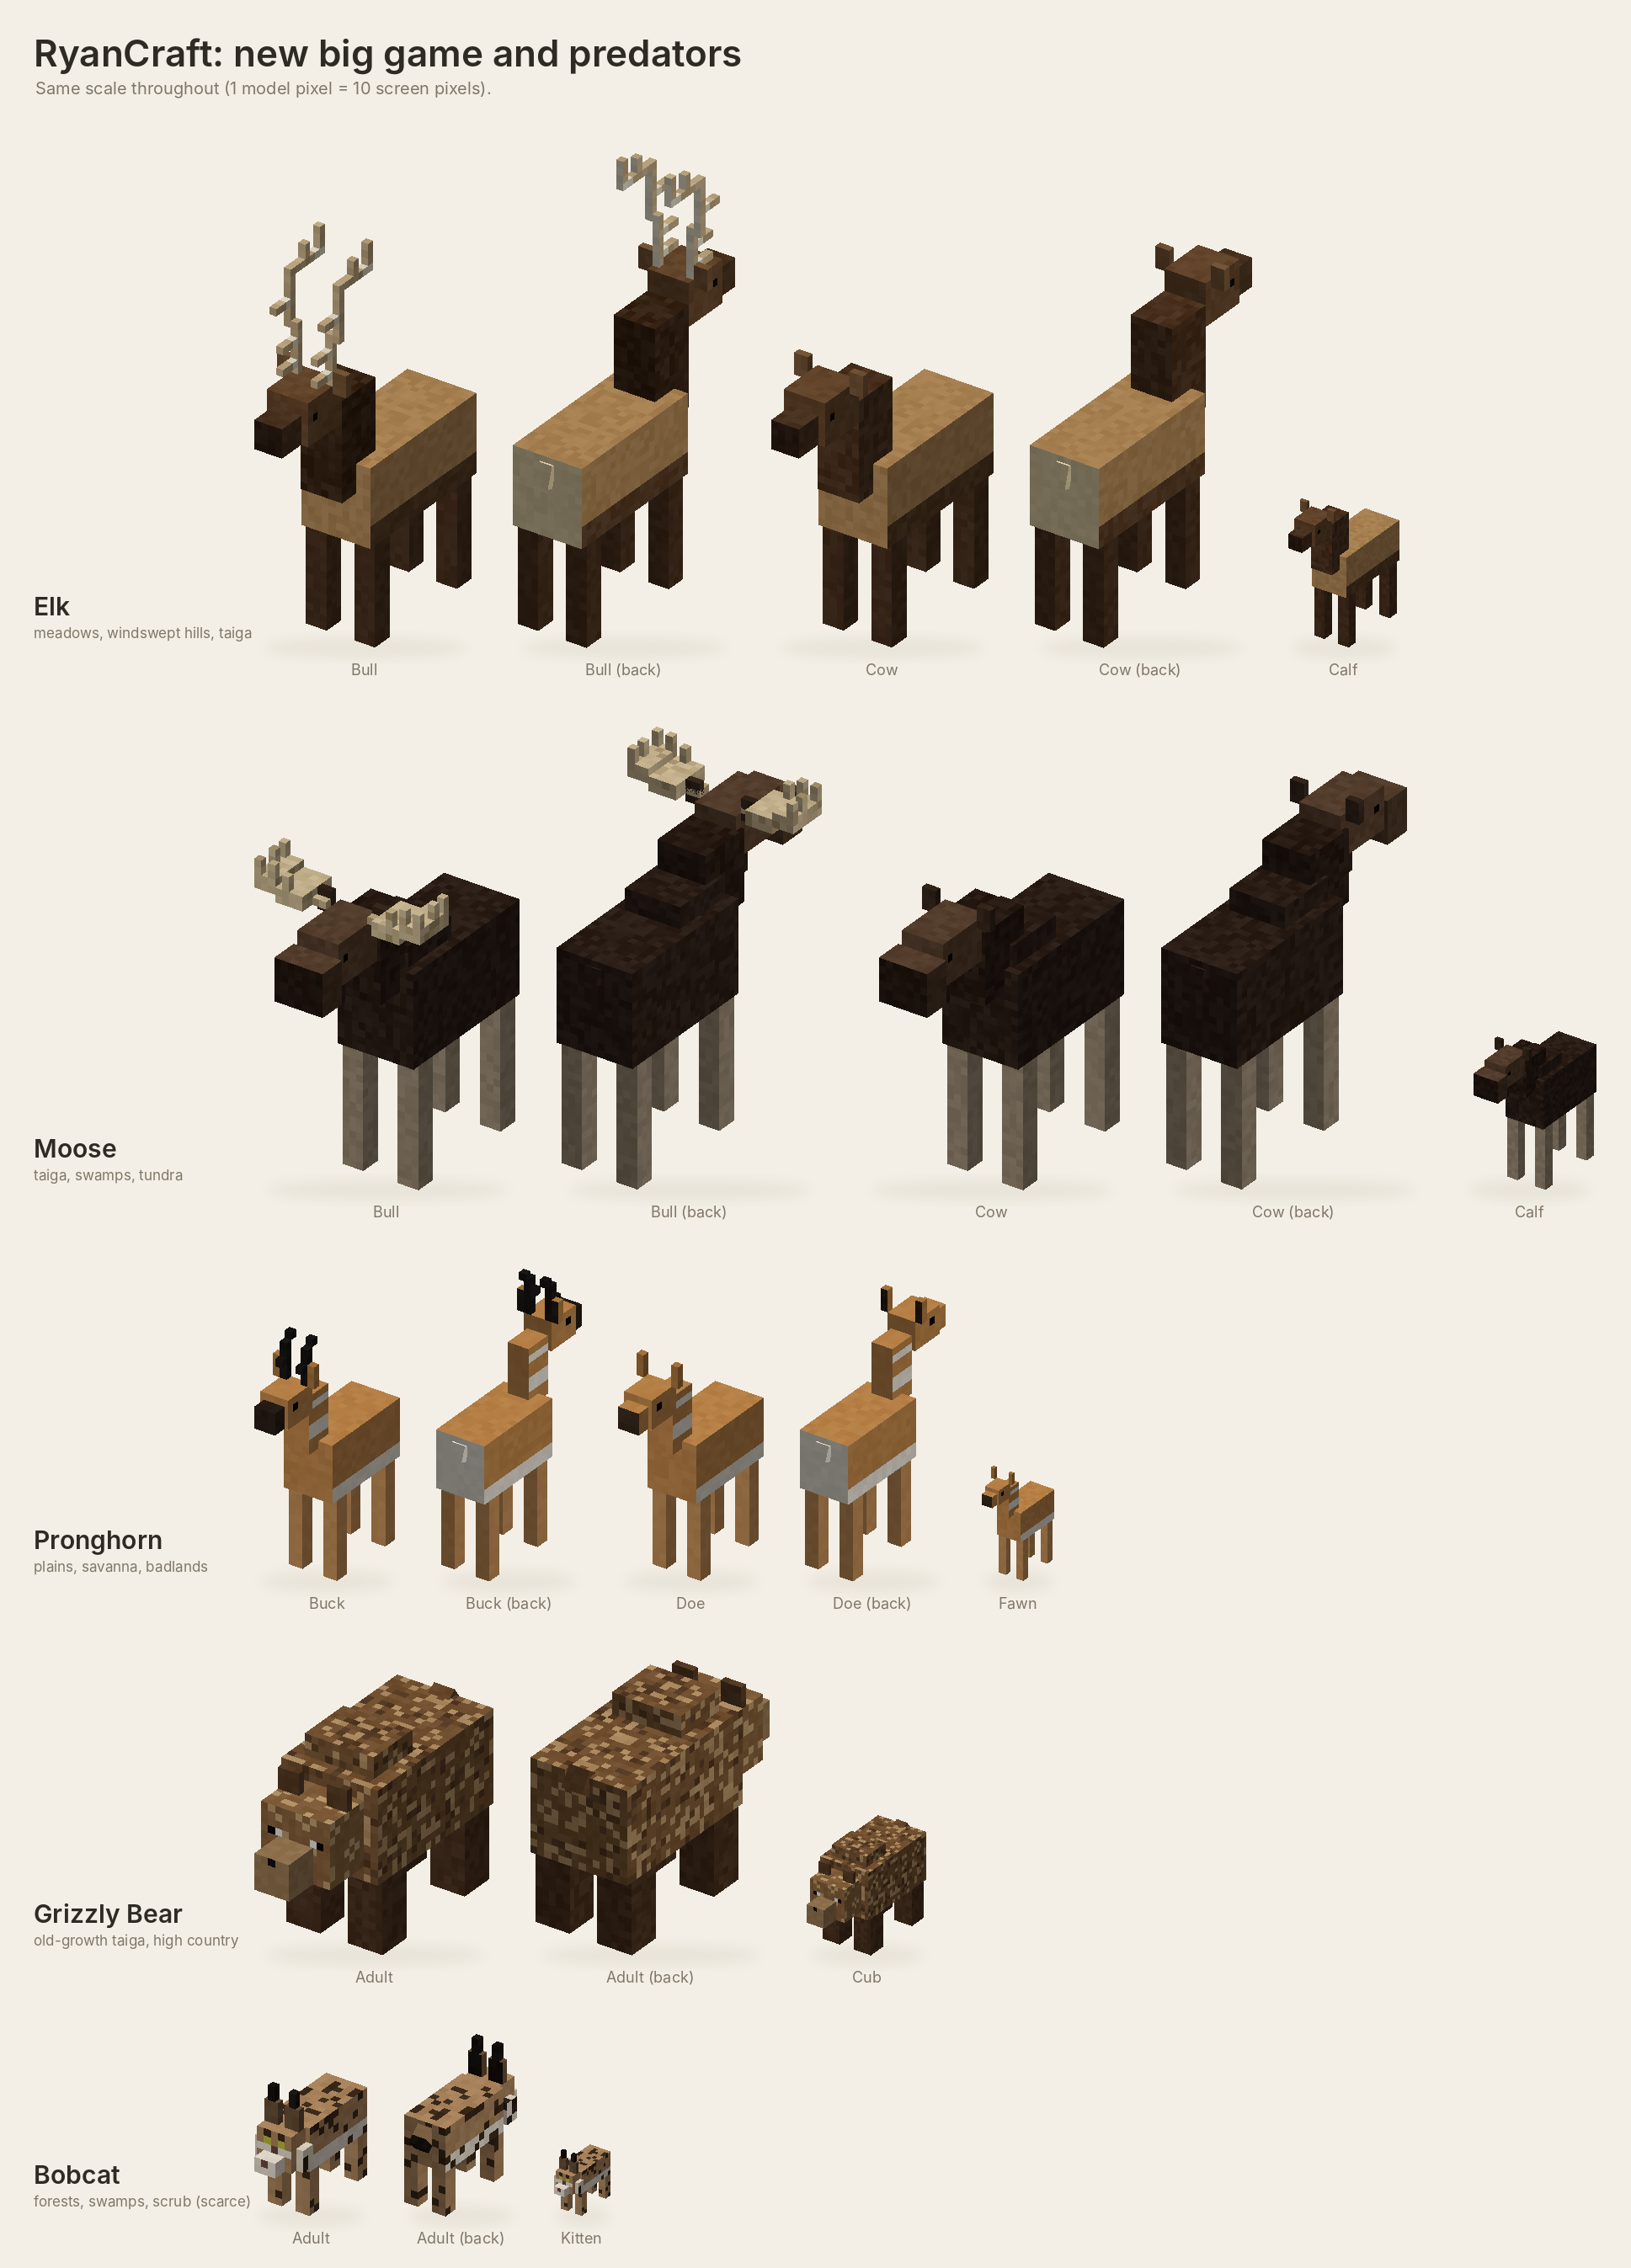 RyanCraft: new big game and predators
Same scale throughout (1 model pixel = 10 screen pixels).
Elk
meadows, windswept hills, taiga
Bull
Bull (back)
Cow
Cow (back)
Calf
Moose
taiga, swamps, tundra
Bull
Bull (back)
Cow
Cow (back)
Calf
Pronghorn
plains, savanna, badlands
Buck
Buck (back)
Doe
Doe (back)
Fawn
Grizzly Bear
old-growth taiga, high country
Adult
Adult (back)
Cub
Bobcat
forests, swamps, scrub (scarce)
Adult
Adult (back)
Kitten